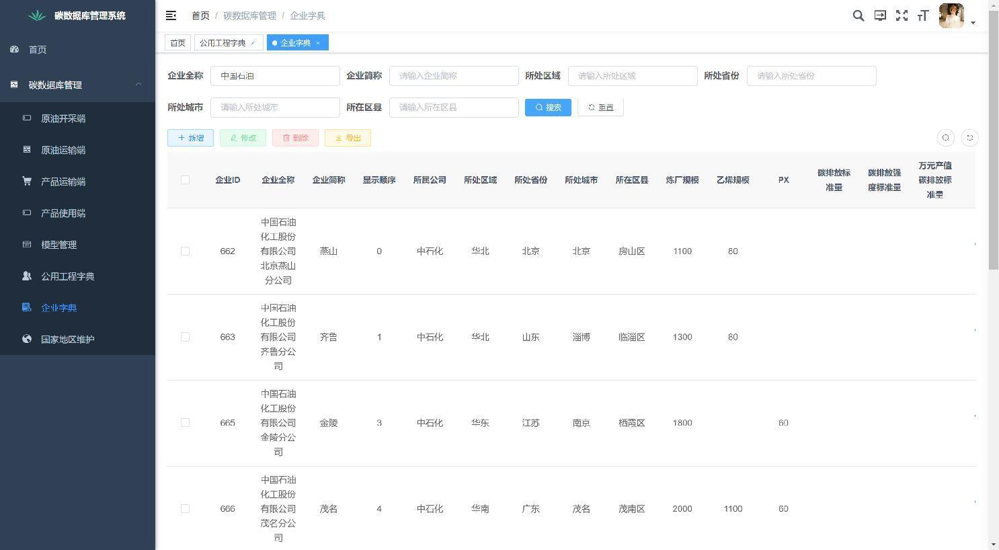 碳数据库管理系统
首页 / 碳数据库管理 / 企业字典
首页
公用工程字典
企业字典 ×
首页
碳数据库管理
原油开采端
原油运输端
产品运输端
产品使用端
模型管理
公用工程字典
企业字典
国家地区维护
企业全称 中国石油 企业简称 请输入企业简称 所处区域 请输入所处区域 所处省份 请输入所处省份
所处城市 请输入所处城市 所在区县 请输入所在区县 搜索 重置
新增 修改 删除 导出
企业ID 企业全称 企业简称 显示顺序 所属公司 所处区域 所处省份 所处城市 所在区县 炼厂规模 乙烯规模 PX
碳排放标
准量
碳排放强
度标准量
万元产值
碳排放标
准量
中国石油
化工股份
有限公司
北京燕山
分公司
662 燕山 0 中石化 华北 北京 北京 房山区 1100 80
中国石油
化工股份
有限公司
齐鲁分公
司
663 齐鲁 1 中石化 华北 山东 淄博 临淄区 1300 80
中国石油
化工股份
有限公司
金陵分公
司
665 金陵 3 中石化 华东 江苏 南京 栖霞区 1800 60
中国石油
化工股份
有限公司
茂名分公
司
666 茂名 4 中石化 华南 广东 茂名 茂南区 2000 1100 60